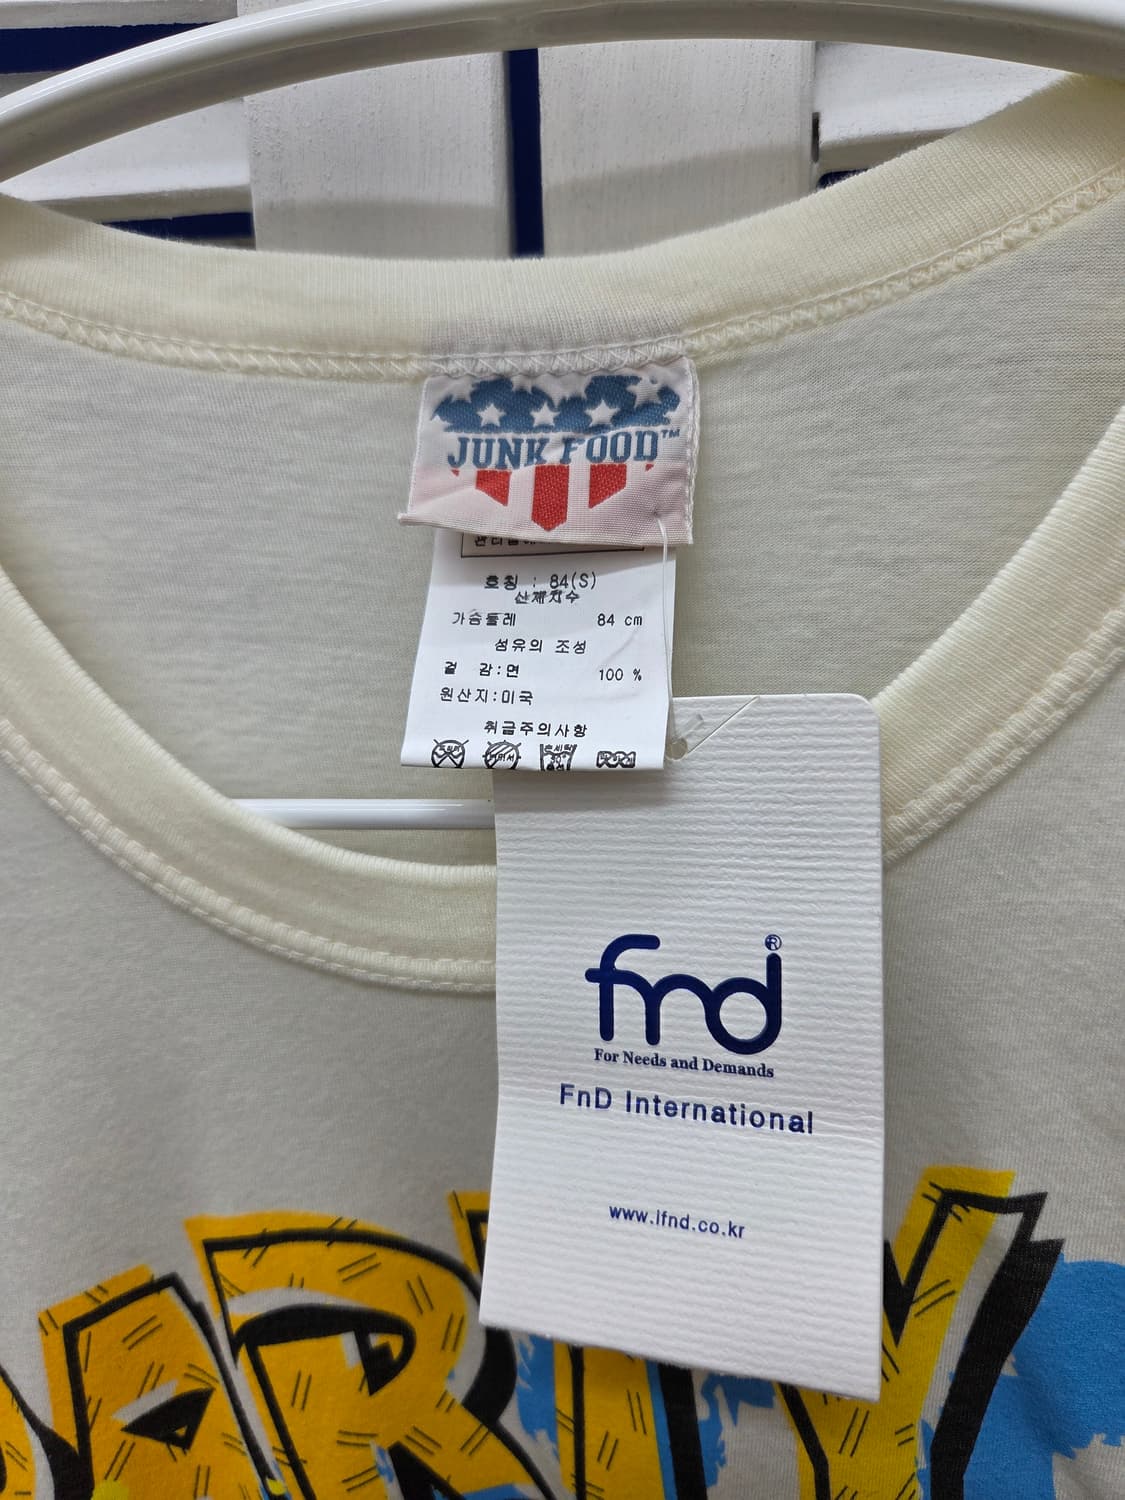 JUNK FOOD™
호칭 : 84(S)
신체치수
가슴둘레 84 cm
섬유의 조성
겉 감:면 100 %
원산지:미국
취급주의사항
fnd®
For Needs and Demands
FnD International
www.ifnd.co.kr
PARTY